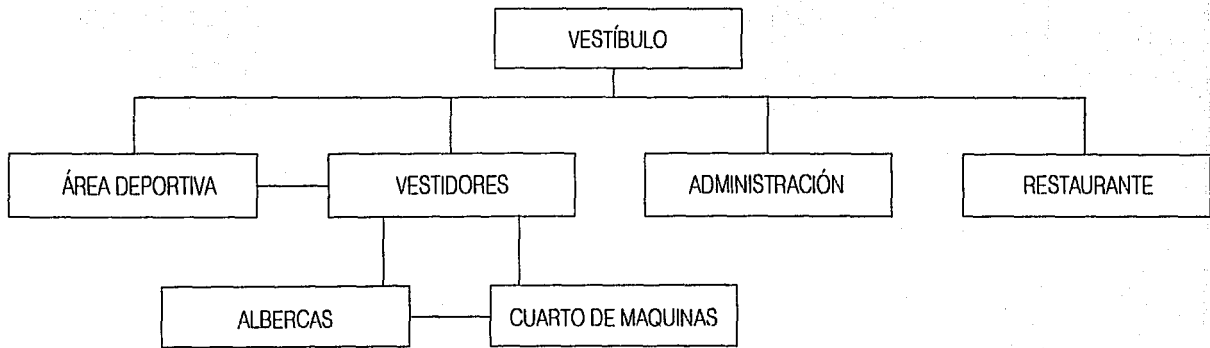 VESTÍBULO
ÁREA DEPORTIVA
VESTIDORES
ADMINISTRACIÓN
RESTAURANTE
ALBERCAS
CUARTO DE MAQUINAS